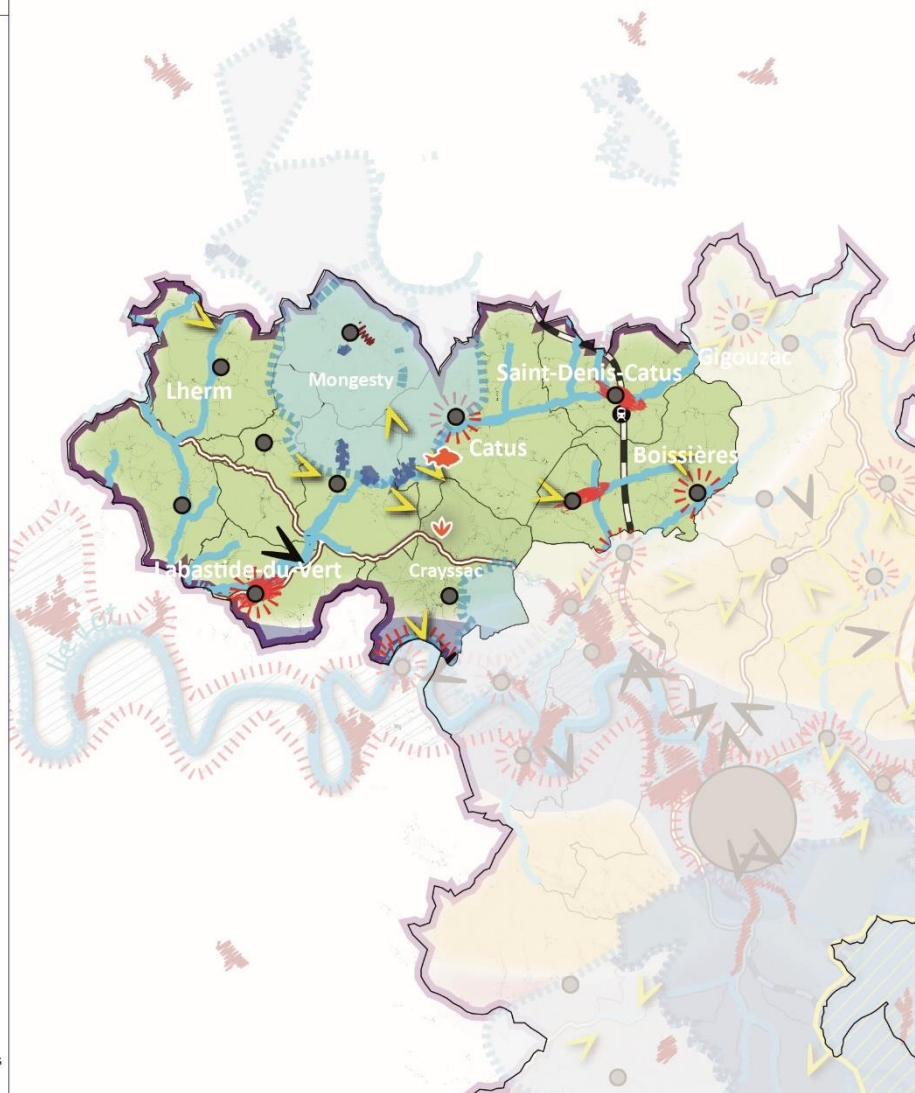 Gigouzac
Saint-Denis-Catus
Mongesty
Lherm
Catus
Boissières
Labastide-du-Vert
Crayssac